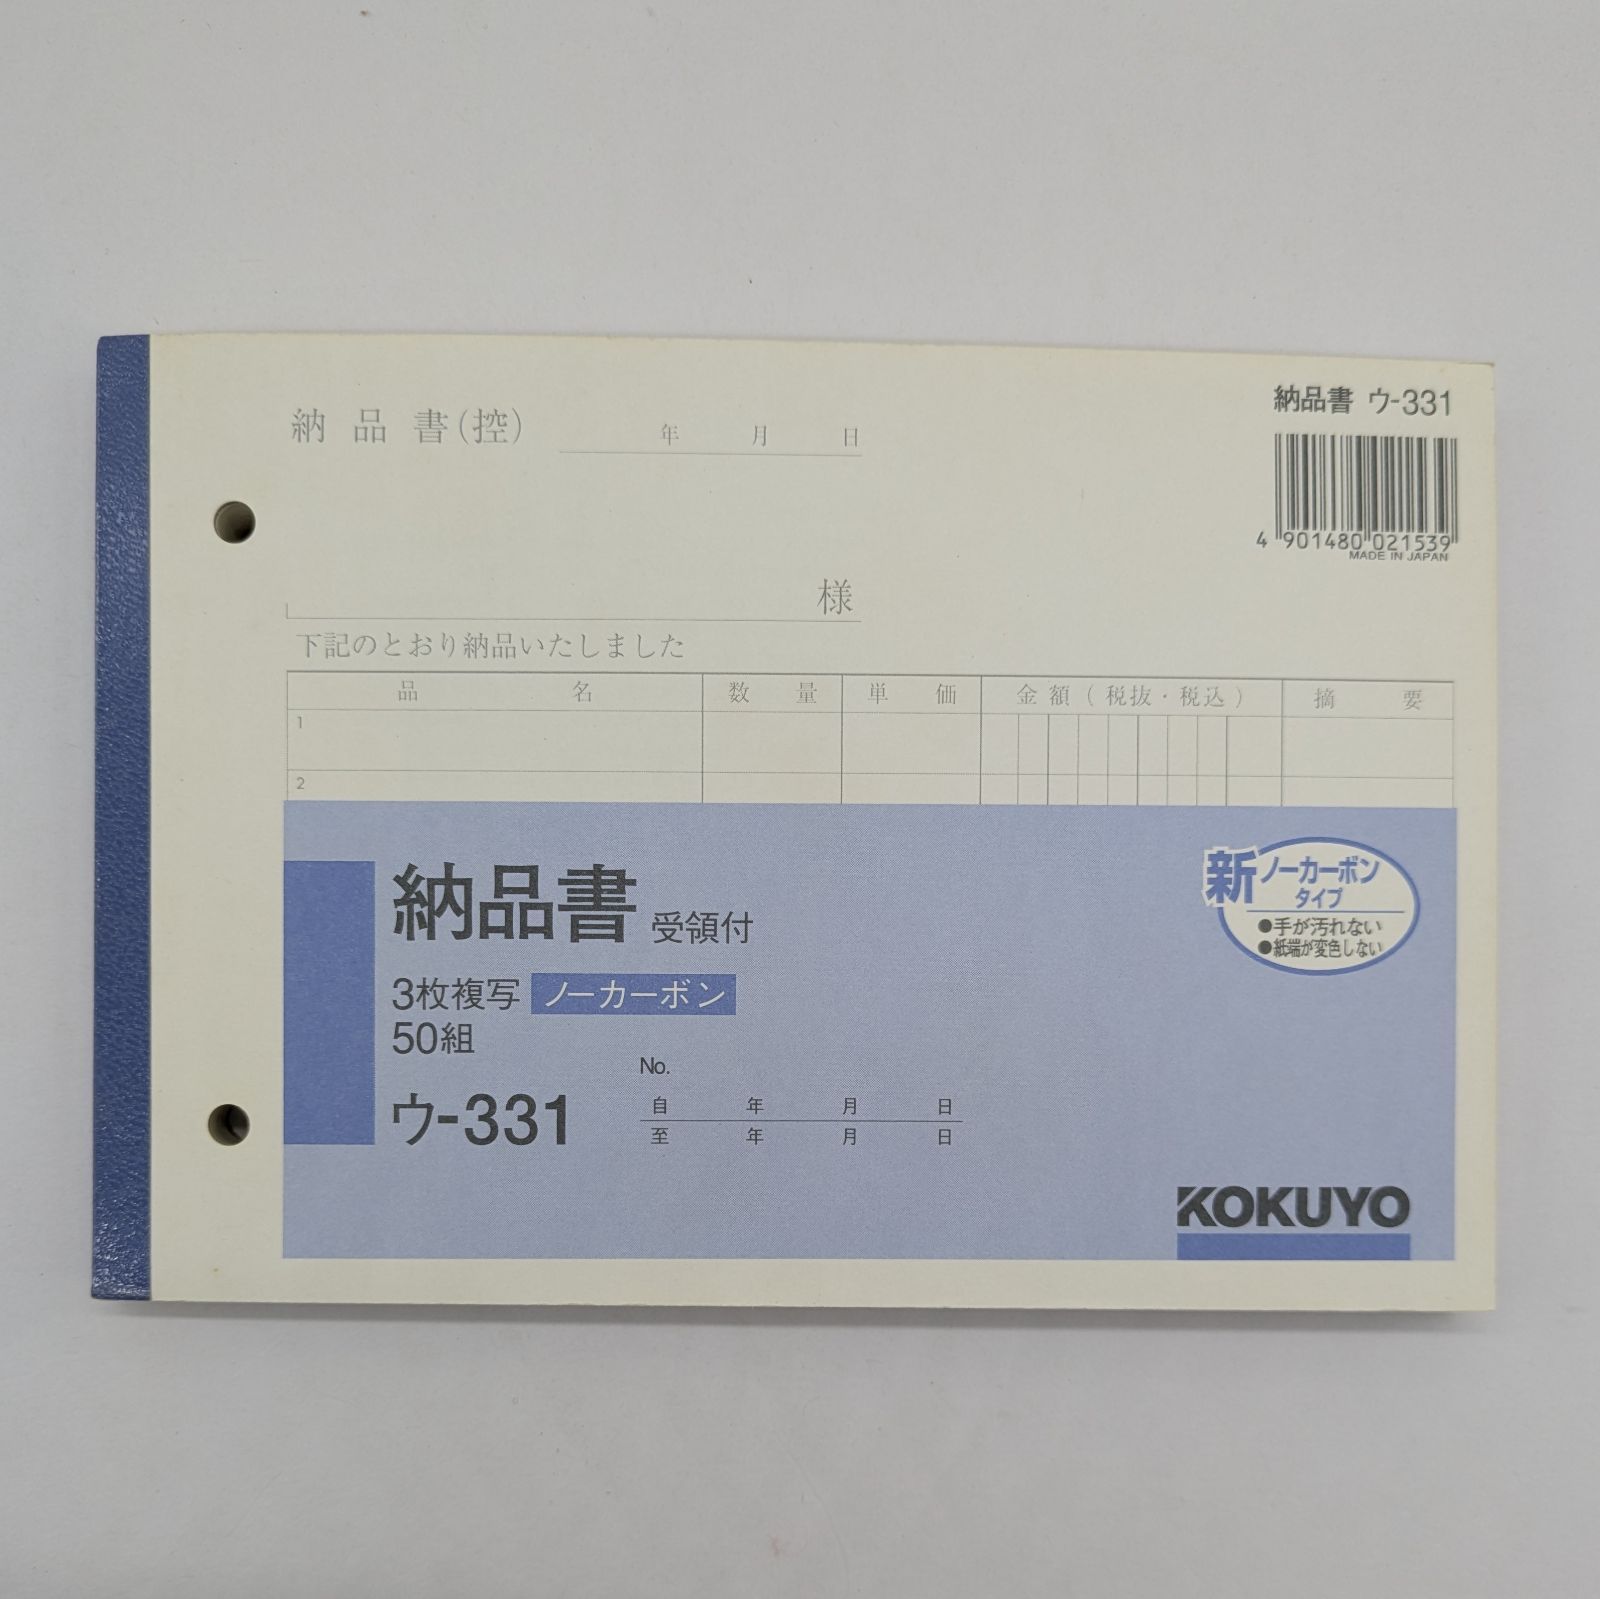 納品書 ウ-331
納品書(控) 年 月 日
4 901480 021539
MADE IN JAPAN
様
下記のとおり納品いたしました
品名 数量 単価 金額(税抜・税込) 摘要
1
2
納品書 受領付
新ノーカーボン
タイプ
●手が汚れない
●紙端が変色しない
3枚複写 ノーカーボン
50組
No.
ウ-331
自 年 月 日
至 年 月 日
KOKUYO